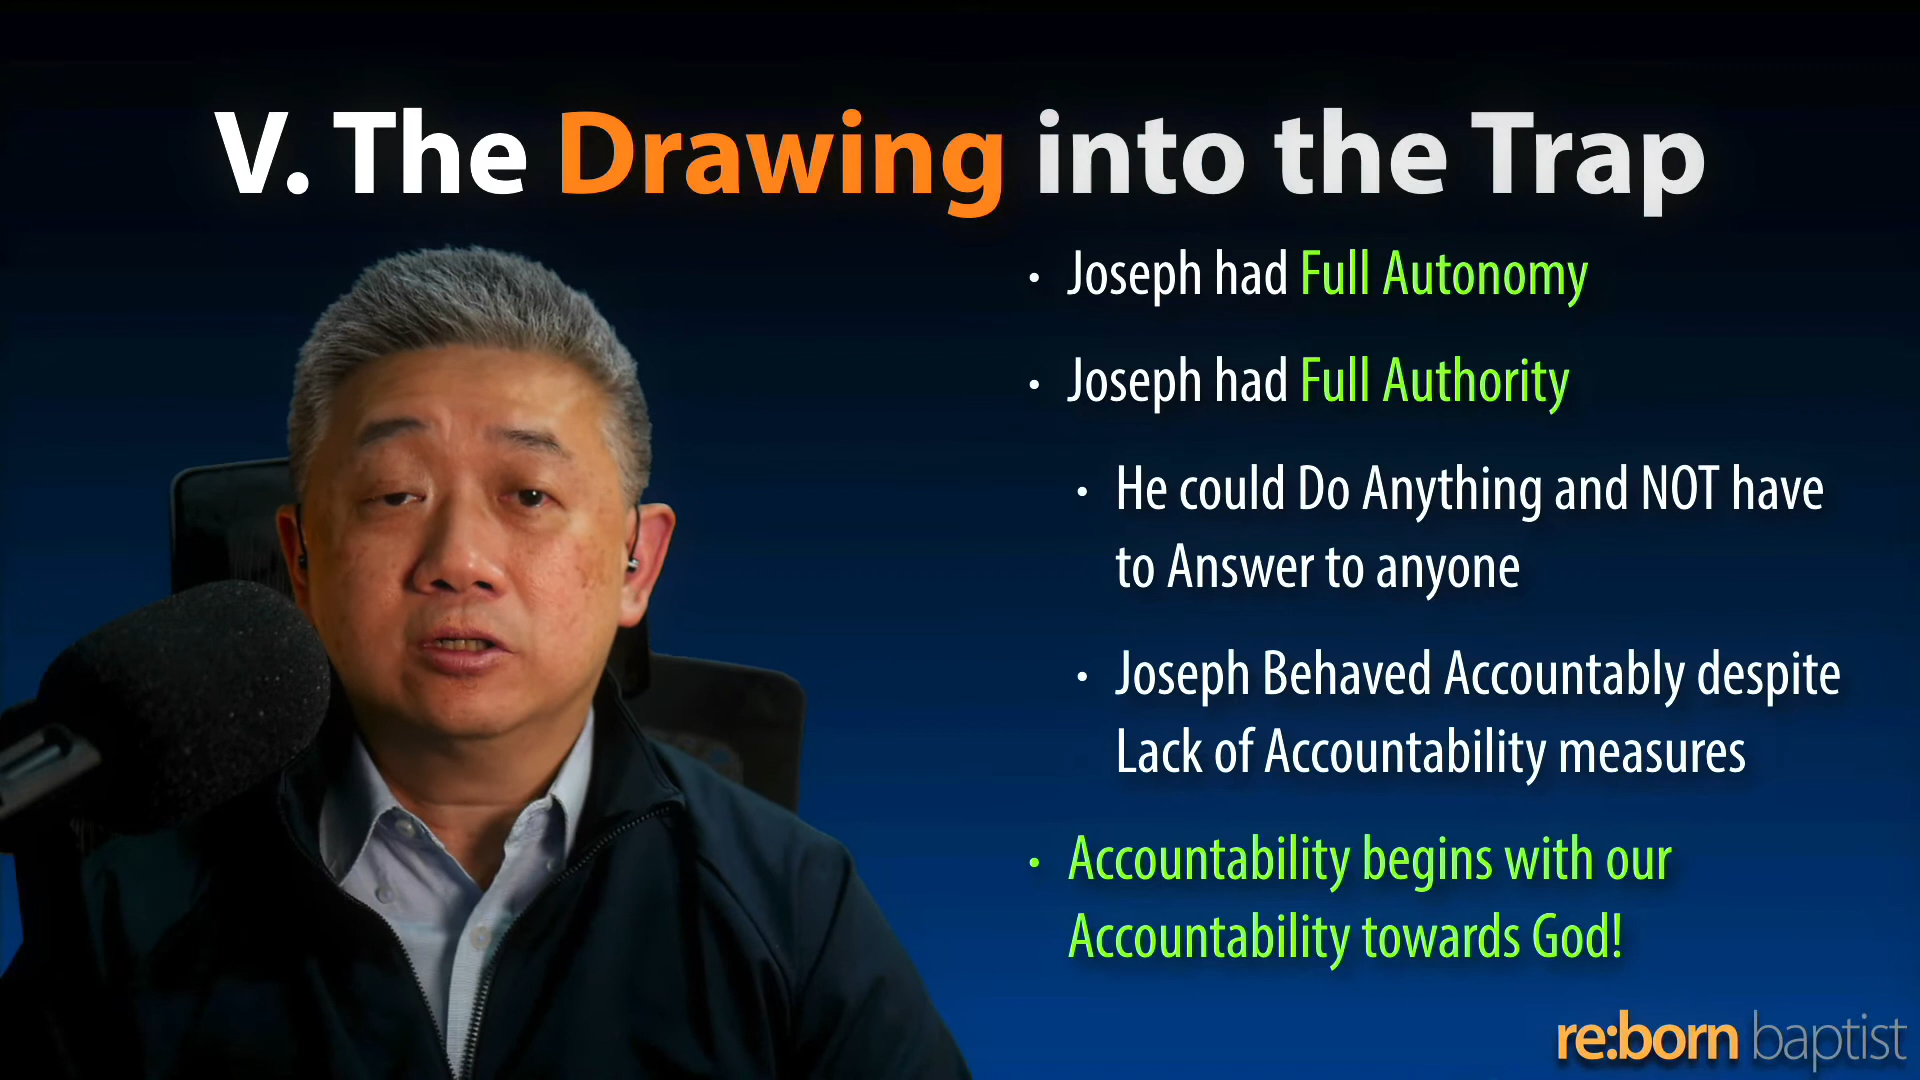 V. The Drawing into the Trap
• Joseph had Full Autonomy
• Joseph had Full Authority
• He could Do Anything and NOT have
to Answer to anyone
• Joseph Behaved Accountably despite
Lack of Accountability measures
• Accountability begins with our
Accountability towards God!
re:born baptist